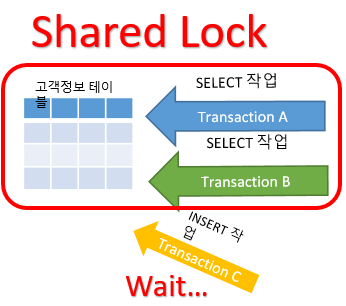 Shared Lock
고객정보 테이
블
SELECT 작업
Transaction A
SELECT 작업
Transaction B
INSERT 작
업
Transaction C
Wait...